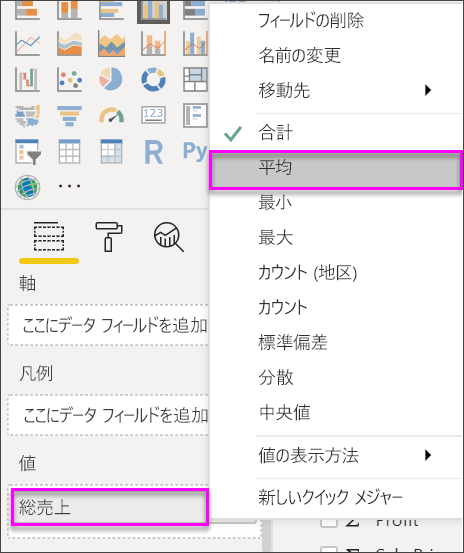 フィールドの削除
名前の変更
移動先
合計
平均
最小
最大
カウント (地区)
カウント
標準偏差
分散
中央値
値の表示方法
新しいクイック メジャー
123
R
Py
軸
ここにデータ フィールドを追加
凡例
ここにデータ フィールドを追加
値
総売上
Profit